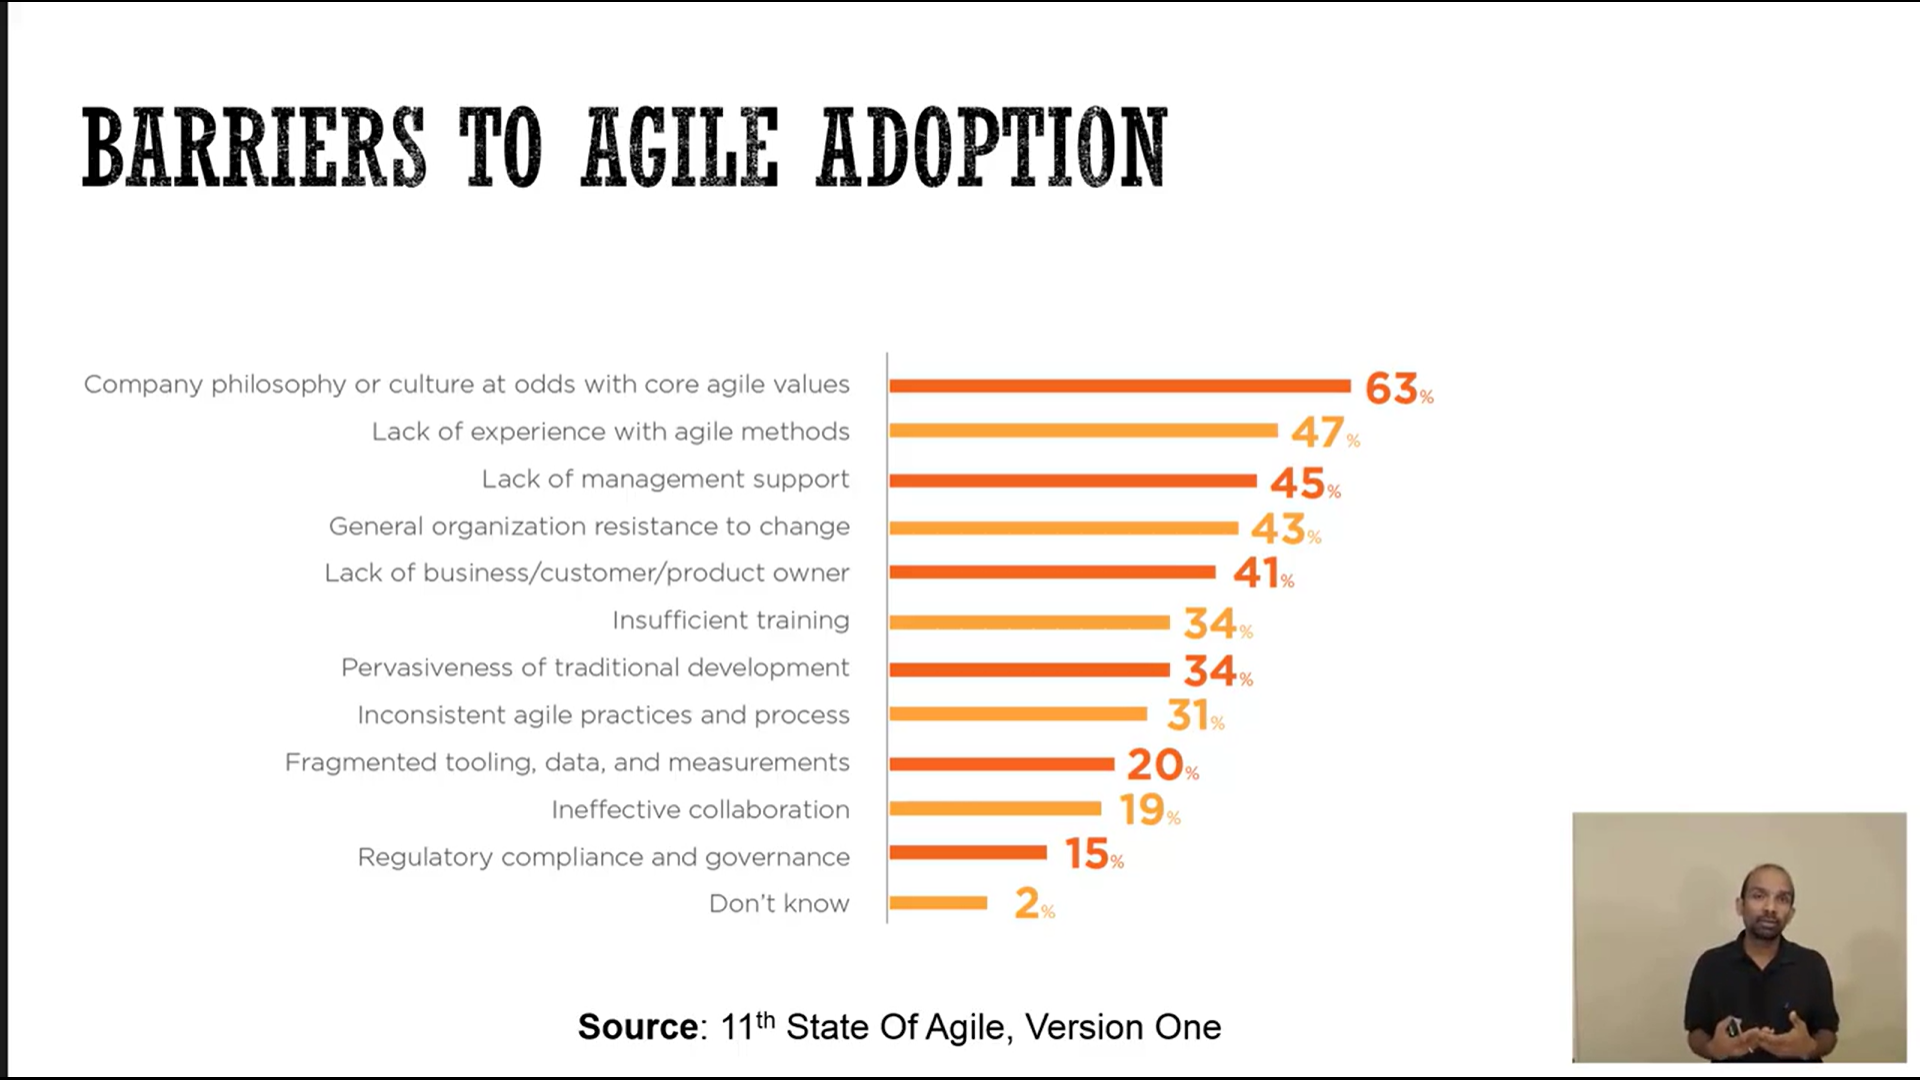 BARRIERS TO AGILE ADOPTION
Company philosophy or culture at odds with core agile values 63%
Lack of experience with agile methods 47%
Lack of management support 45%
General organization resistance to change 43%
Lack of business/customer/product owner 41%
Insufficient training 34%
Pervasiveness of traditional development 34%
Inconsistent agile practices and process 31%
Fragmented tooling, data, and measurements 20%
Ineffective collaboration 19%
Regulatory compliance and governance 15%
Don't know 2%
Source: 11th State Of Agile, Version One